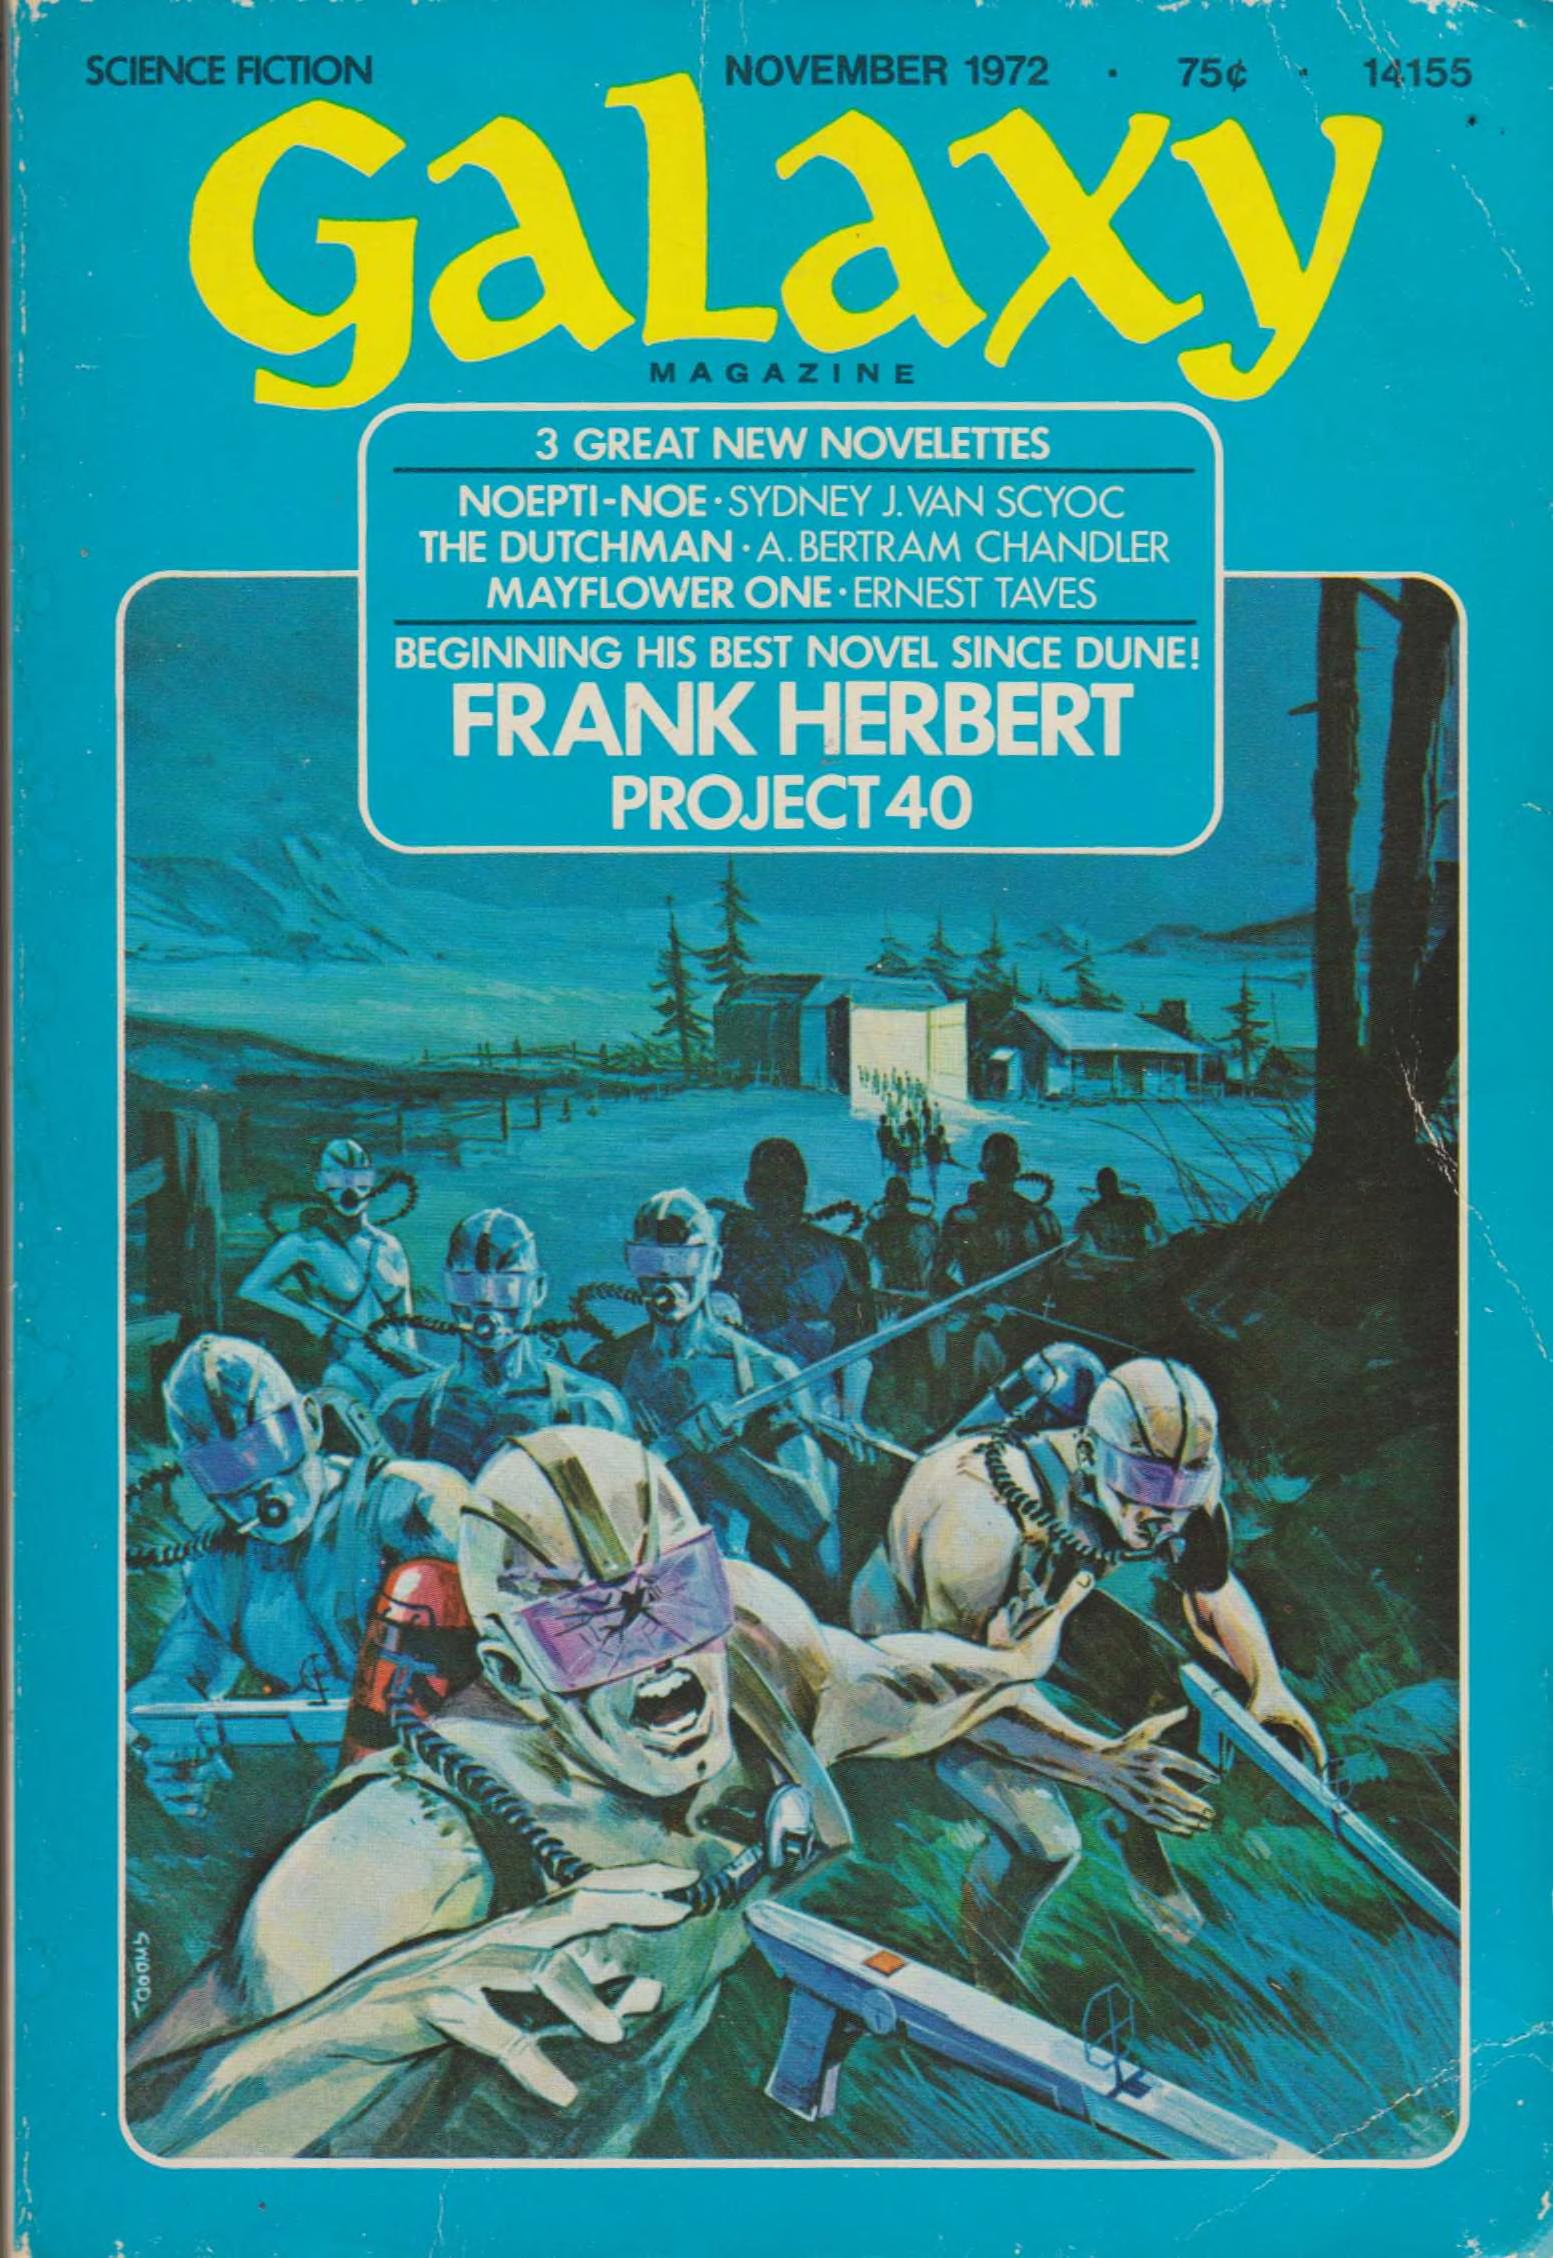 SCIENCE FICTION
NOVEMBER 1972 · 75¢ · 14155
Galaxy
MAGAZINE
3 GREAT NEW NOVELETTES
NOEPTI-NOE · SYDNEY J. VAN SCYOC
THE DUTCHMAN · A. BERTRAM CHANDLER
MAYFLOWER ONE · ERNEST TAVES
BEGINNING HIS BEST NOVEL SINCE DUNE!
FRANK HERBERT
PROJECT 40